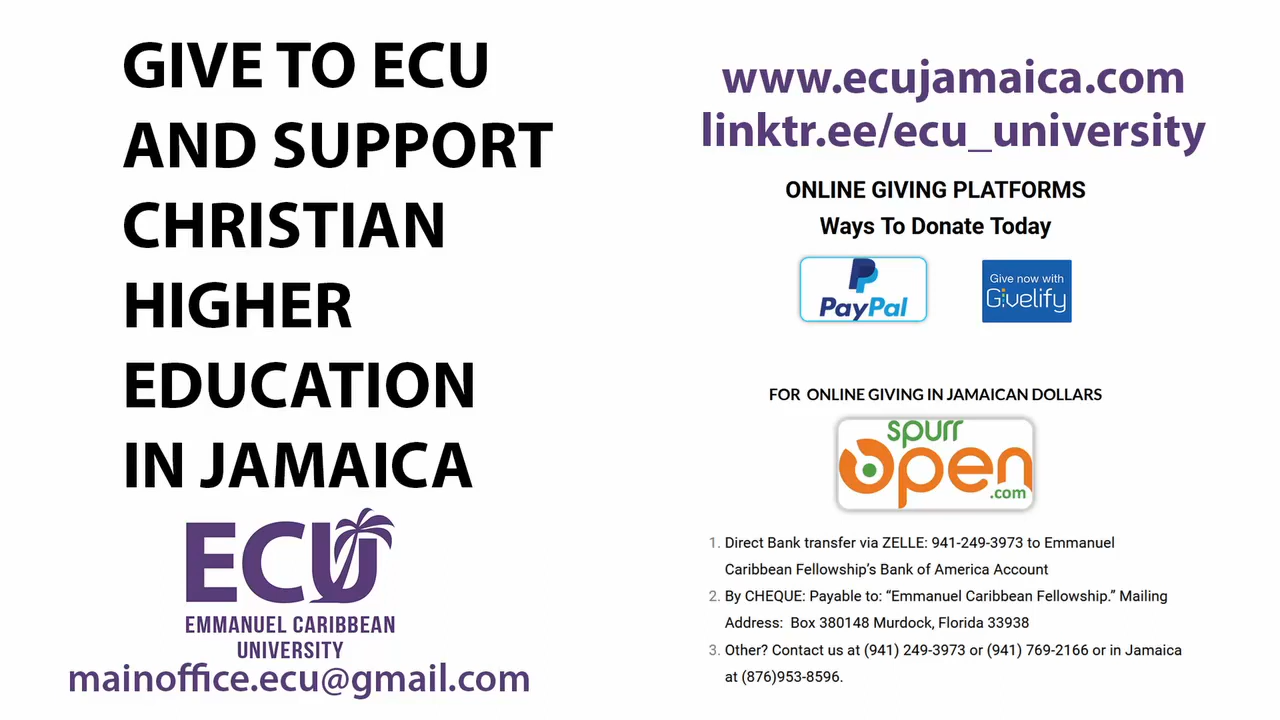 GIVE TO ECU
AND SUPPORT
CHRISTIAN
HIGHER
EDUCATION
IN JAMAICA
ECU
EMMANUEL CARIBBEAN
UNIVERSITY
mainoffice.ecu@gmail.com
www.ecujamaica.com
linktr.ee/ecu_university
ONLINE GIVING PLATFORMS
Ways To Donate Today
PayPal
Give now with
Givelify
FOR ONLINE GIVING IN JAMAICAN DOLLARS
spurr
open
.com
1. Direct Bank transfer via ZELLE: 941-249-3973 to Emmanuel
Caribbean Fellowship’s Bank of America Account
2. By CHEQUE: Payable to: “Emmanuel Caribbean Fellowship.” Mailing
Address: Box 380148 Murdock, Florida 33938
3. Other? Contact us at (941) 249-3973 or (941) 769-2166 or in Jamaica
at (876)953-8596.